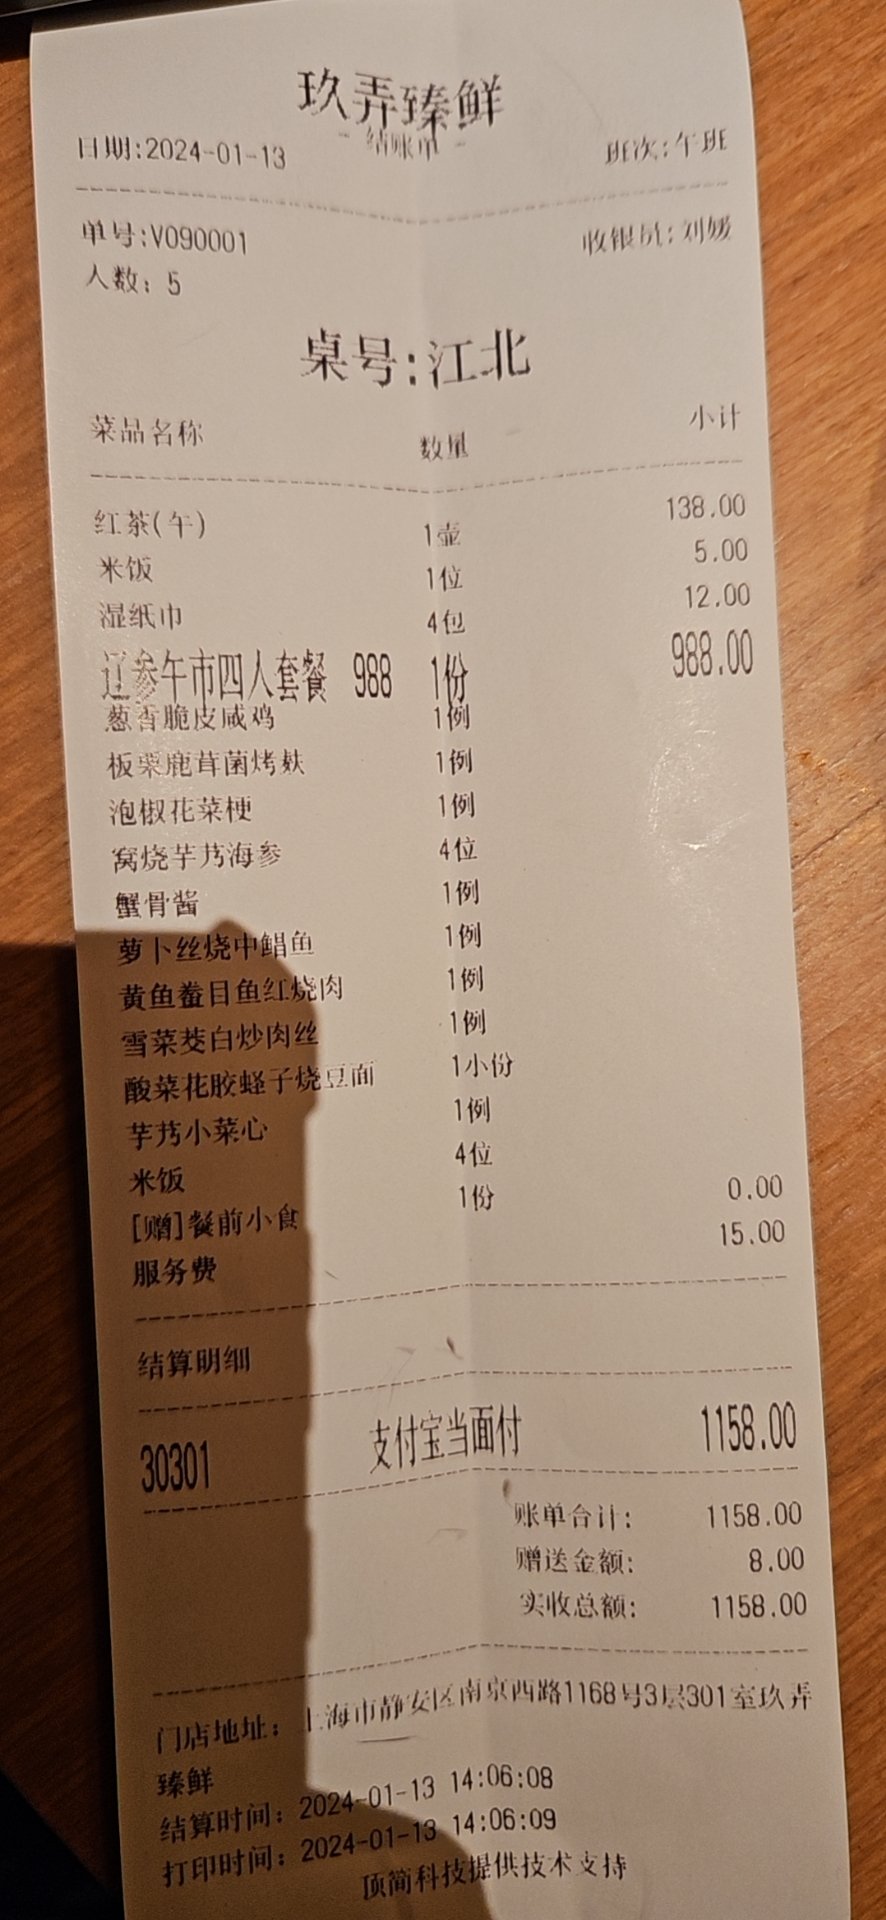 玖弄臻鲜
- 结账单 -
日期:2024-01-13 班次:午班
单号:V090001 收银员:刘媛
人数: 5
桌号:江北
菜品名称 数量 小计
红茶(午) 1壶 138.00
米饭 1位 5.00
湿纸巾 4包 12.00
辽参午市四人套餐 988 1份 988.00
葱香脆皮咸鸡 1例
板栗鹿茸菌烤麸 1例
泡椒花菜梗 1例
窝烧芋艿海参 4位
蟹骨酱 1例
萝卜丝烧中鲳鱼 1例
黄鱼鲞目鱼红烧肉 1例
雪菜茭白炒肉丝 1例
酸菜花胶蛏子烧豆面 1小份
芋艿小菜心 1例
米饭 4位
[赠]餐前小食 1份 0.00
服务费 15.00
结算明细
30301 支付宝当面付 1158.00
账单合计: 1158.00
赠送金额: 8.00
实收总额: 1158.00
门店地址: 上海市静安区南京西路1168号3层301室玖弄
臻鲜
结算时间: 2024-01-13 14:06:08
打印时间: 2024-01-13 14:06:09
顶简科技提供技术支持